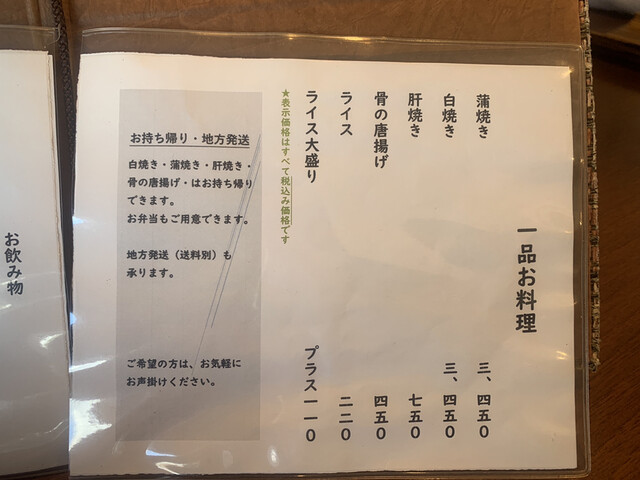 一品お料理
蒲焼き 三、四五〇
白焼き 三、四五〇
肝焼き 七五〇
骨の唐揚げ 四五〇
ライス 二二〇
ライス大盛り プラス一一〇
★表示価格はすべて税込み価格です
お持ち帰り・地方発送
白焼き・蒲焼き・肝焼き・
骨の唐揚げ・はお持ち帰り
できます。
お弁当もご用意できます。
地方発送（送料別）も
承ります。
ご希望の方は、お気軽に
お声掛けください。
お飲み物